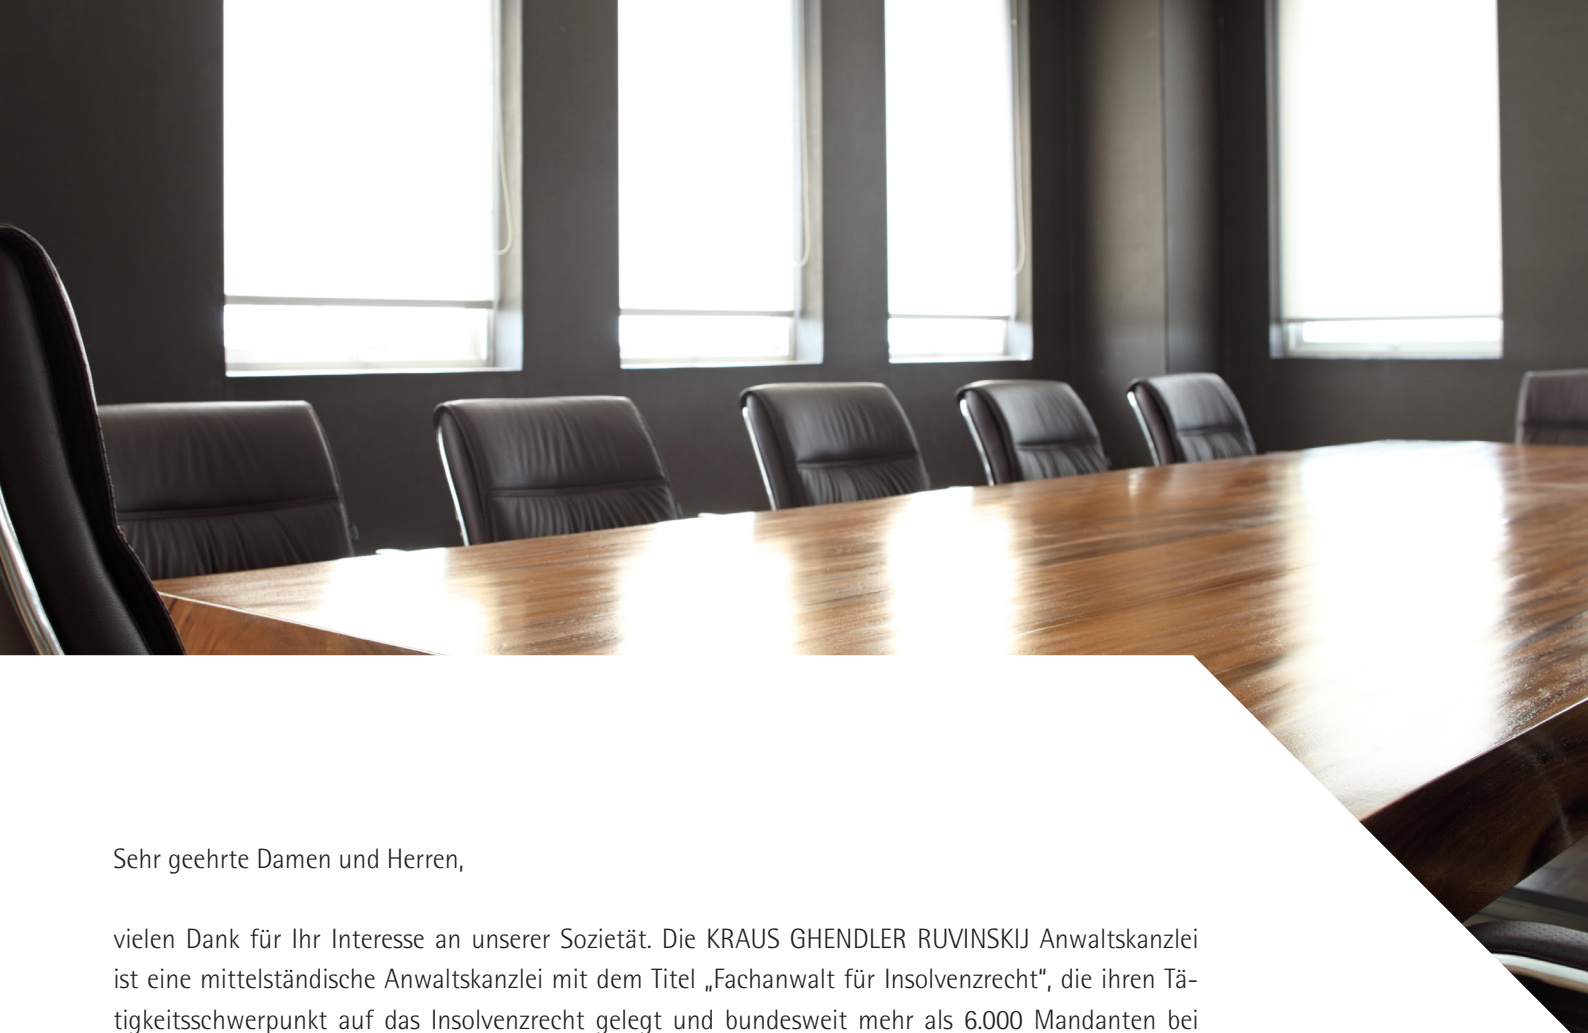 Sehr geehrte Damen und Herren,
vielen Dank für Ihr Interesse an unserer Sozietät. Die KRAUS GHENDLER RUVINSKIJ Anwaltskanzlei
ist eine mittelständische Anwaltskanzlei mit dem Titel „Fachanwalt für Insolvenzrecht“, die ihren Tä-
tigkeitsschwerpunkt auf das Insolvenzrecht gelegt und bundesweit mehr als 6.000 Mandanten bei